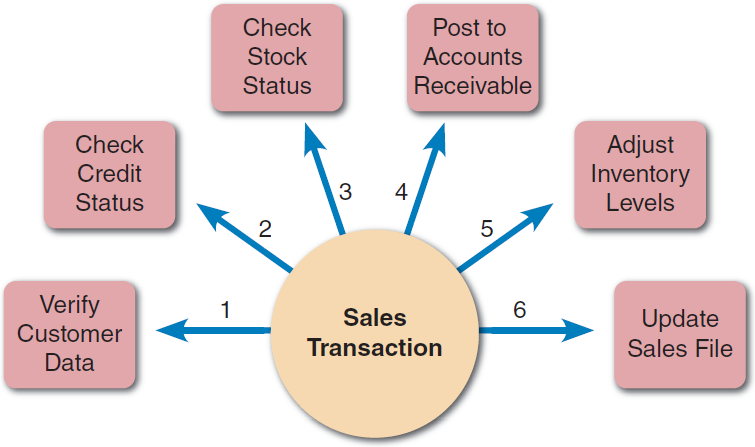 Check
Stock
Status
Post to
Accounts
Receivable
Check
Credit
Status
Adjust
Inventory
Levels
3
4
2
5
Verify
Customer
Data
1
Sales
Transaction
6
Update
Sales File